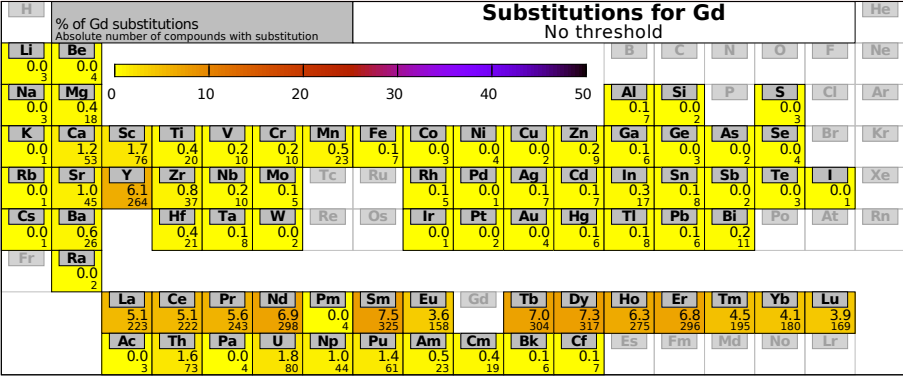 H
% of Gd substitutions
Absolute number of compounds with substitution
Substitutions for Gd
No threshold
He
Li Be B C N O F Ne
0.0 0.0
3 4
0 10 20 30 40 50
Na Mg Al Si P S Cl Ar
0.0 0.4 0.1 0.0 0.0
3 18 7 2 3
K Ca Sc Ti V Cr Mn Fe Co Ni Cu Zn Ga Ge As Se Br Kr
0.0 1.2 1.7 0.4 0.2 0.2 0.5 0.1 0.0 0.0 0.0 0.2 0.1 0.0 0.0 0.0
1 53 76 20 10 10 23 7 3 4 2 9 6 3 2 4
Rb Sr Y Zr Nb Mo Tc Ru Rh Pd Ag Cd In Sn Sb Te I Xe
0.0 1.0 6.1 0.8 0.2 0.1 0.1 0.0 0.1 0.1 0.3 0.1 0.0 0.0 0.0
1 45 264 37 10 5 5 1 7 7 17 8 2 3 1
Cs Ba Hf Ta W Re Os Ir Pt Au Hg Tl Pb Bi Po At Rn
0.0 0.6 0.4 0.1 0.0 0.0 0.0 0.0 0.1 0.1 0.1 0.2
1 26 21 8 2 1 2 4 6 8 6 11
Fr Ra
0.0
2
La Ce Pr Nd Pm Sm Eu Gd Tb Dy Ho Er Tm Yb Lu
5.1 5.1 5.6 6.9 0.0 7.5 3.6 7.0 7.3 6.3 6.8 4.5 4.1 3.9
223 222 243 298 4 325 158 304 317 275 296 195 180 169
Ac Th Pa U Np Pu Am Cm Bk Cf Es Fm Md No Lr
0.0 1.6 0.0 1.8 1.0 1.4 0.5 0.4 0.1 0.1
3 73 4 80 44 61 23 19 6 7